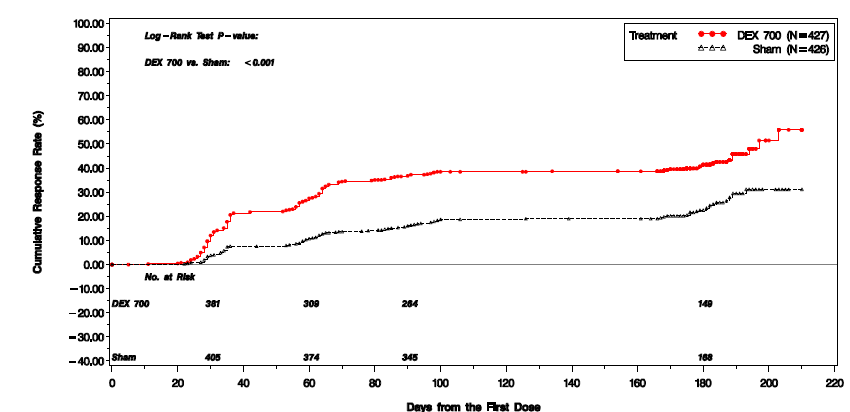 Log-Rank Test P-value:
DEX 700 vs. Sham: <0.001
Treatment DEX 700 (N=427)
Sham (N=426)
Cumulative Response Rate (%)
100.00
90.00
80.00
70.00
60.00
50.00
40.00
30.00
20.00
10.00
0.00
-10.00
-20.00
-30.00
-40.00
No. at Risk
DEX 700 381 309 264 149
Sham 405 374 345 168
0 20 40 60 80 100 120 140 160 180 200 220
Days from the First Dose